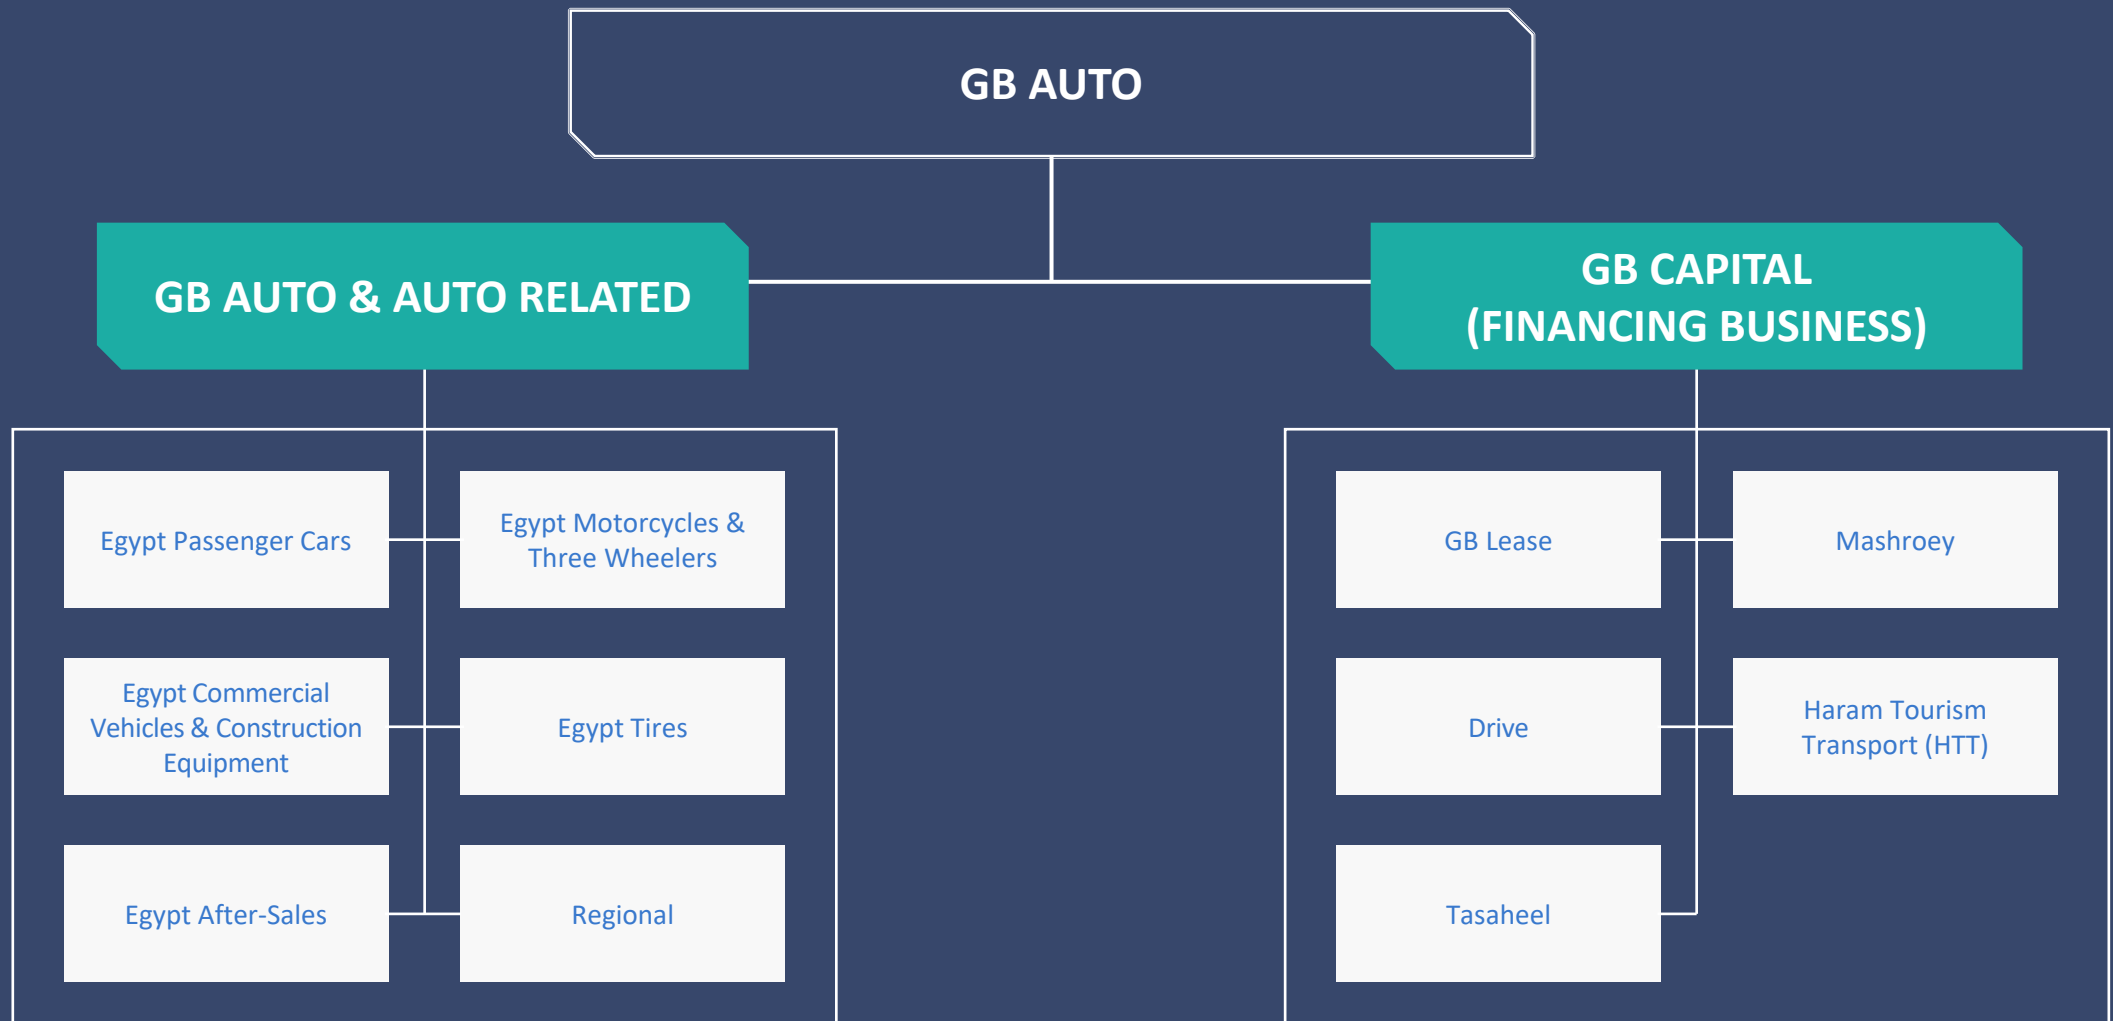 GB AUTO
GB AUTO & AUTO RELATED
GB CAPITAL
(FINANCING BUSINESS)
Egypt Passenger Cars
Egypt Motorcycles &
Three Wheelers
Egypt Commercial
Vehicles & Construction
Equipment
Egypt Tires
Egypt After-Sales
Regional
GB Lease
Mashroey
Drive
Haram Tourism
Transport (HTT)
Tasaheel